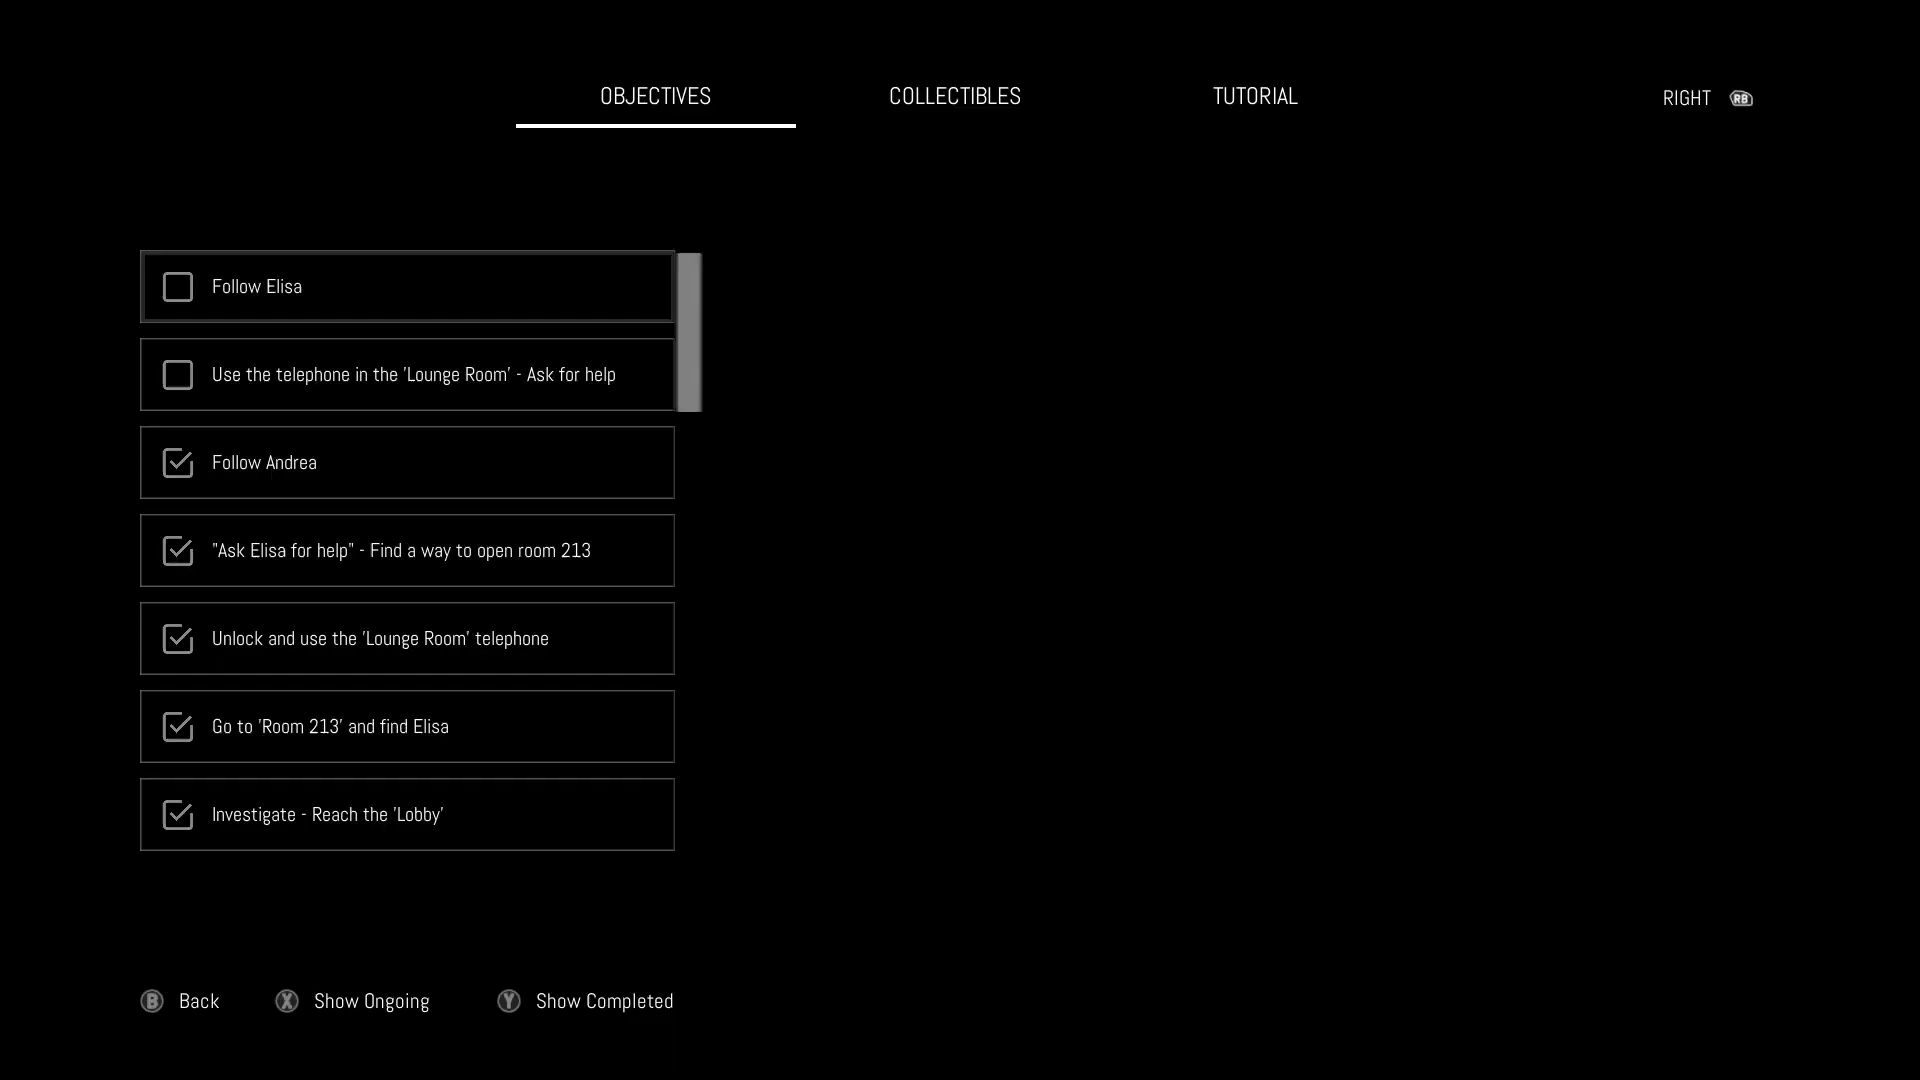 OBJECTIVES COLLECTIBLES TUTORIAL RIGHT RB
Follow Elisa
Use the telephone in the 'Lounge Room' - Ask for help
Follow Andrea
"Ask Elisa for help" - Find a way to open room 213
Unlock and use the 'Lounge Room' telephone
Go to 'Room 213' and find Elisa
Investigate - Reach the 'Lobby'
B Back X Show Ongoing Y Show Completed